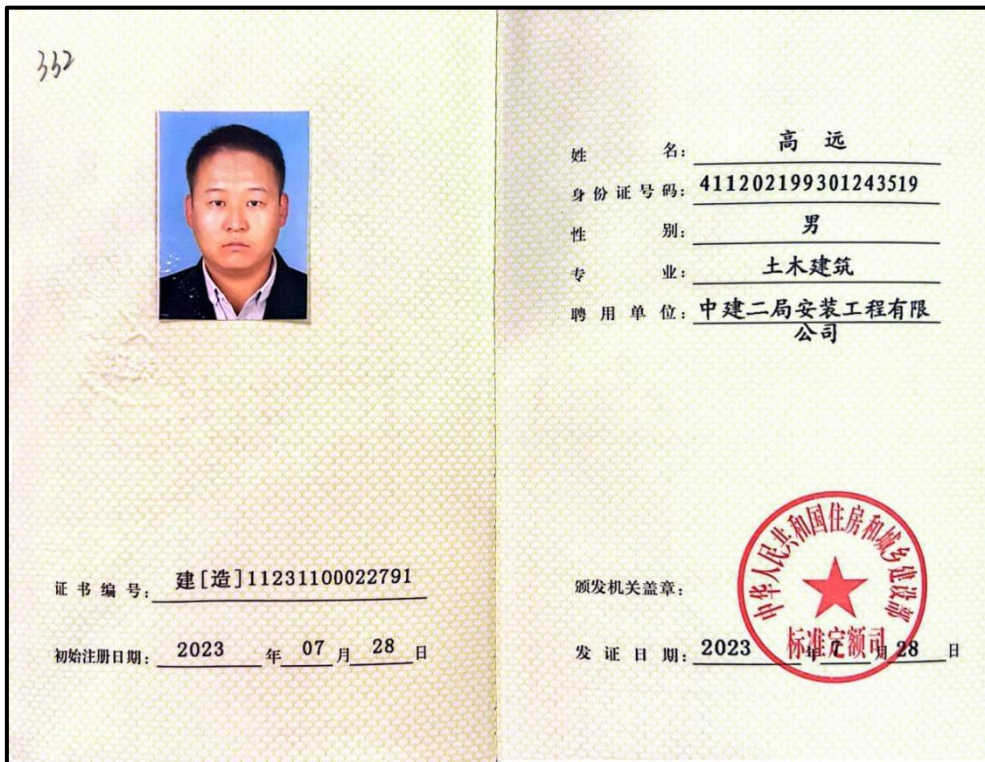 332
姓 名：高 远
身份证号码：411202199301243519
性 别：男
专 业：土木建筑
聘用单位：中建二局安装工程有限
公司
证书编号：建[造]11231100022791
初始注册日期：2023 年 07 月 28 日
颁发机关盖章：
中华人民共和国住房和城乡建设部
标准定额司
发证日期：2023 年 7 月 28 日